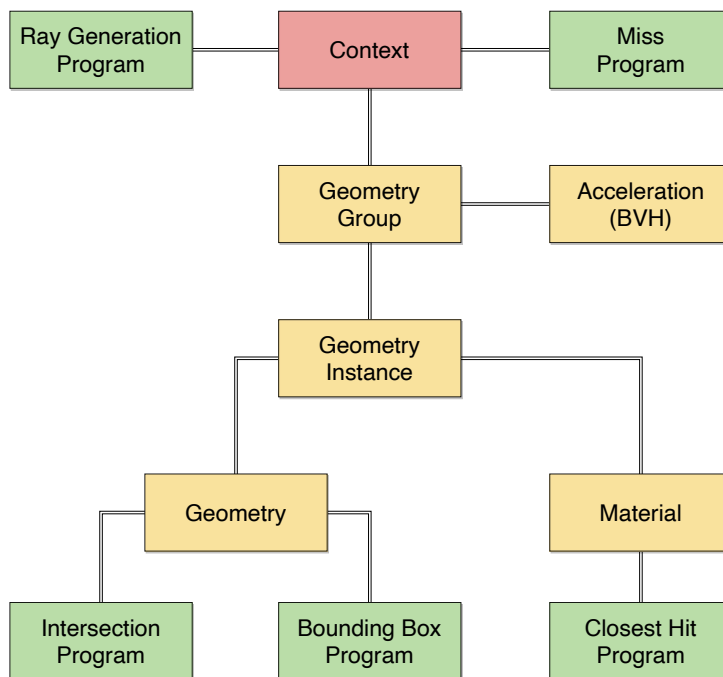 Ray Generation
Program
Context
Miss
Program
Geometry
Group
Acceleration
(BVH)
Geometry
Instance
Geometry
Material
Intersection
Program
Bounding Box
Program
Closest Hit
Program